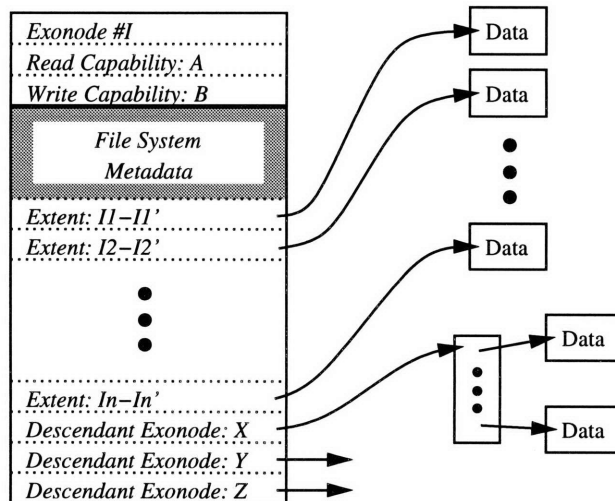 Exonode #I
Read Capability: A
Write Capability: B
File System
Metadata
Extent: I1−I1’
Extent: I2−I2’
Extent: In−In’
Descendant Exonode: X
Descendant Exonode: Y
Descendant Exonode: Z
Data
Data
Data
Data
Data